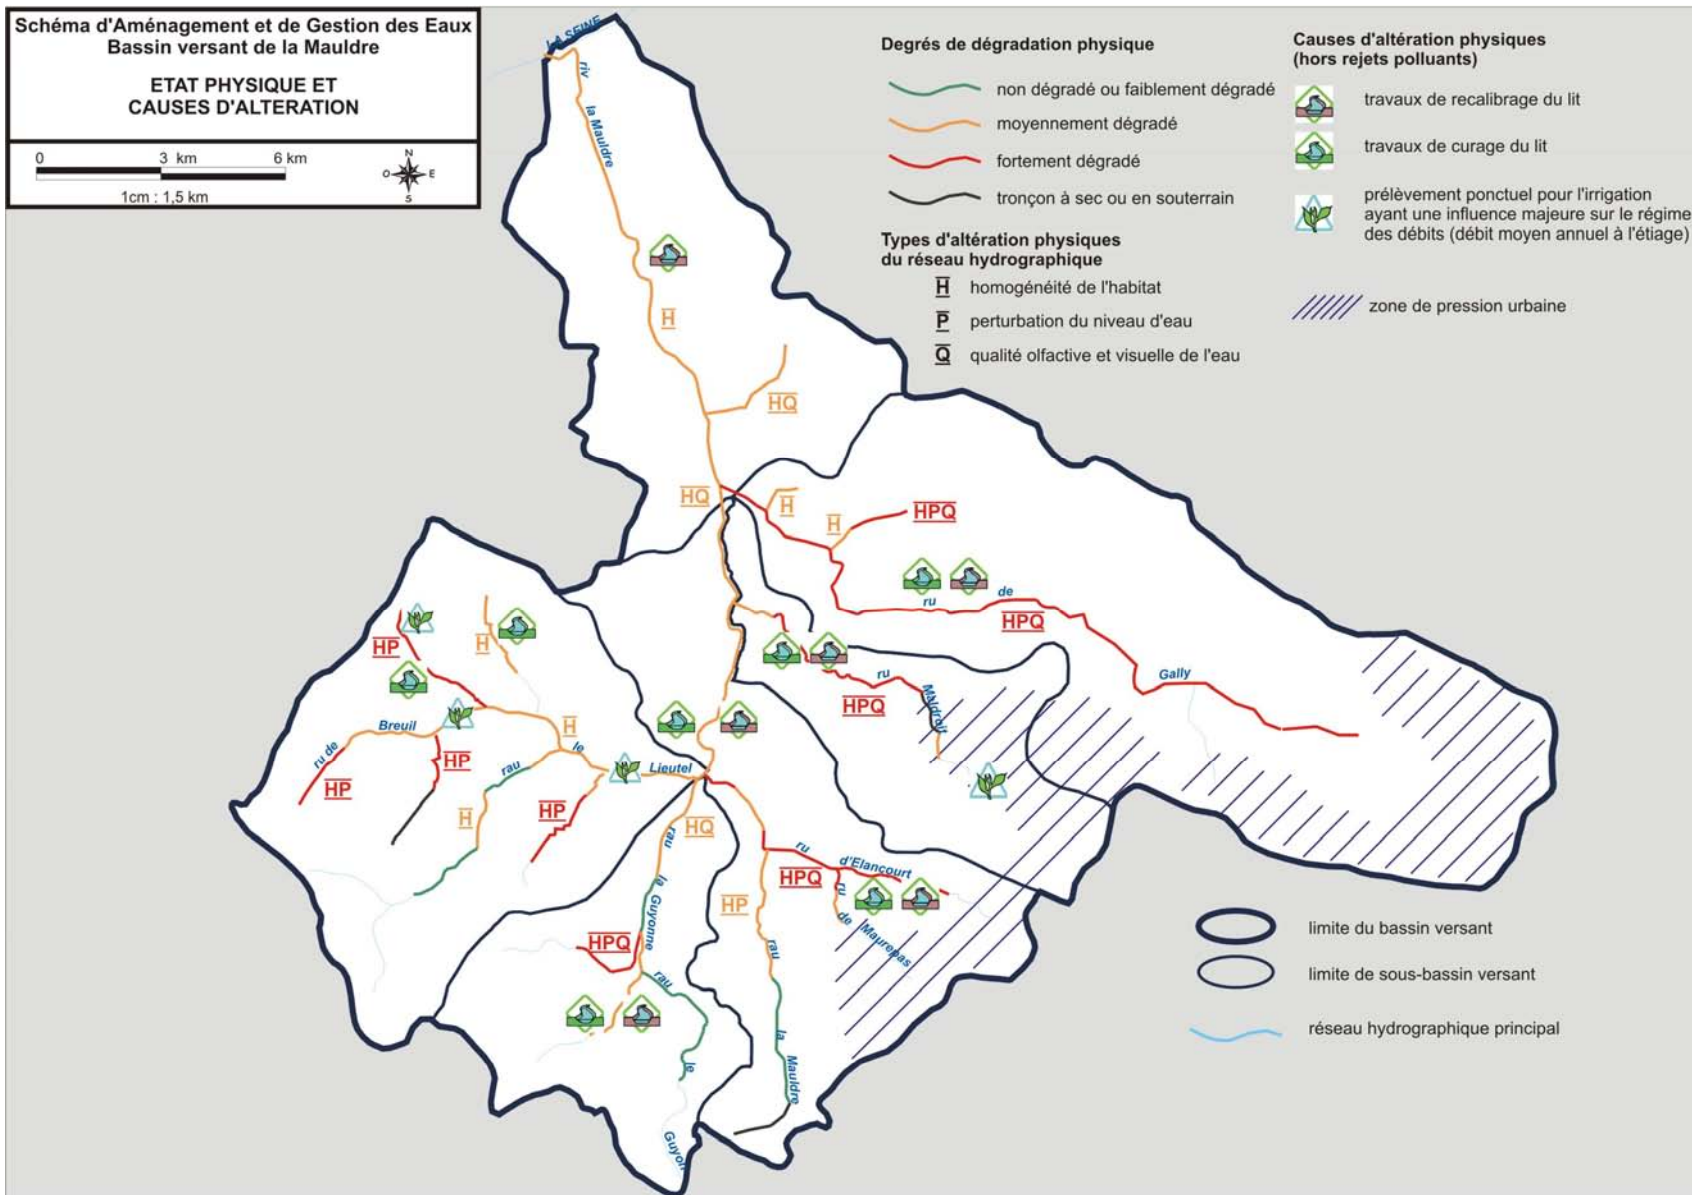 Schéma d'Aménagement et de Gestion des Eaux
Bassin versant de la Mauldre
ETAT PHYSIQUE ET
CAUSES D'ALTERATION
0 3 km 6 km
1cm : 1,5 km
N
O E
S
Degrés de dégradation physique
non dégradé ou faiblement dégradé
moyennement dégradé
fortement dégradé
tronçon à sec ou en souterrain
Types d'altération physiques
du réseau hydrographique
H homogénéité de l'habitat
P perturbation du niveau d'eau
Q qualité olfactive et visuelle de l'eau
Causes d'altération physiques
(hors rejets polluants)
travaux de recalibrage du lit
travaux de curage du lit
prélèvement ponctuel pour l'irrigation
ayant une influence majeure sur le régime
des débits (débit moyen annuel à l'étiage)
zone de pression urbaine
LA SEINE
riv
la Mauldre
H
HQ
HQ
H
H
HPQ
ru de
HPQ
Gally
HP
H
ru
Maldroit
HPQ
Breuil
ru de
HP
HP
H
le
Lieutel
rau
H
HP
HQ
rau
la Guyonne
HPQ
rau
le
Guyon
ru
d'Elancourt
HPQ
ru
de
Maurepas
HP
rau
la
Mauldre
limite du bassin versant
limite de sous-bassin versant
réseau hydrographique principal